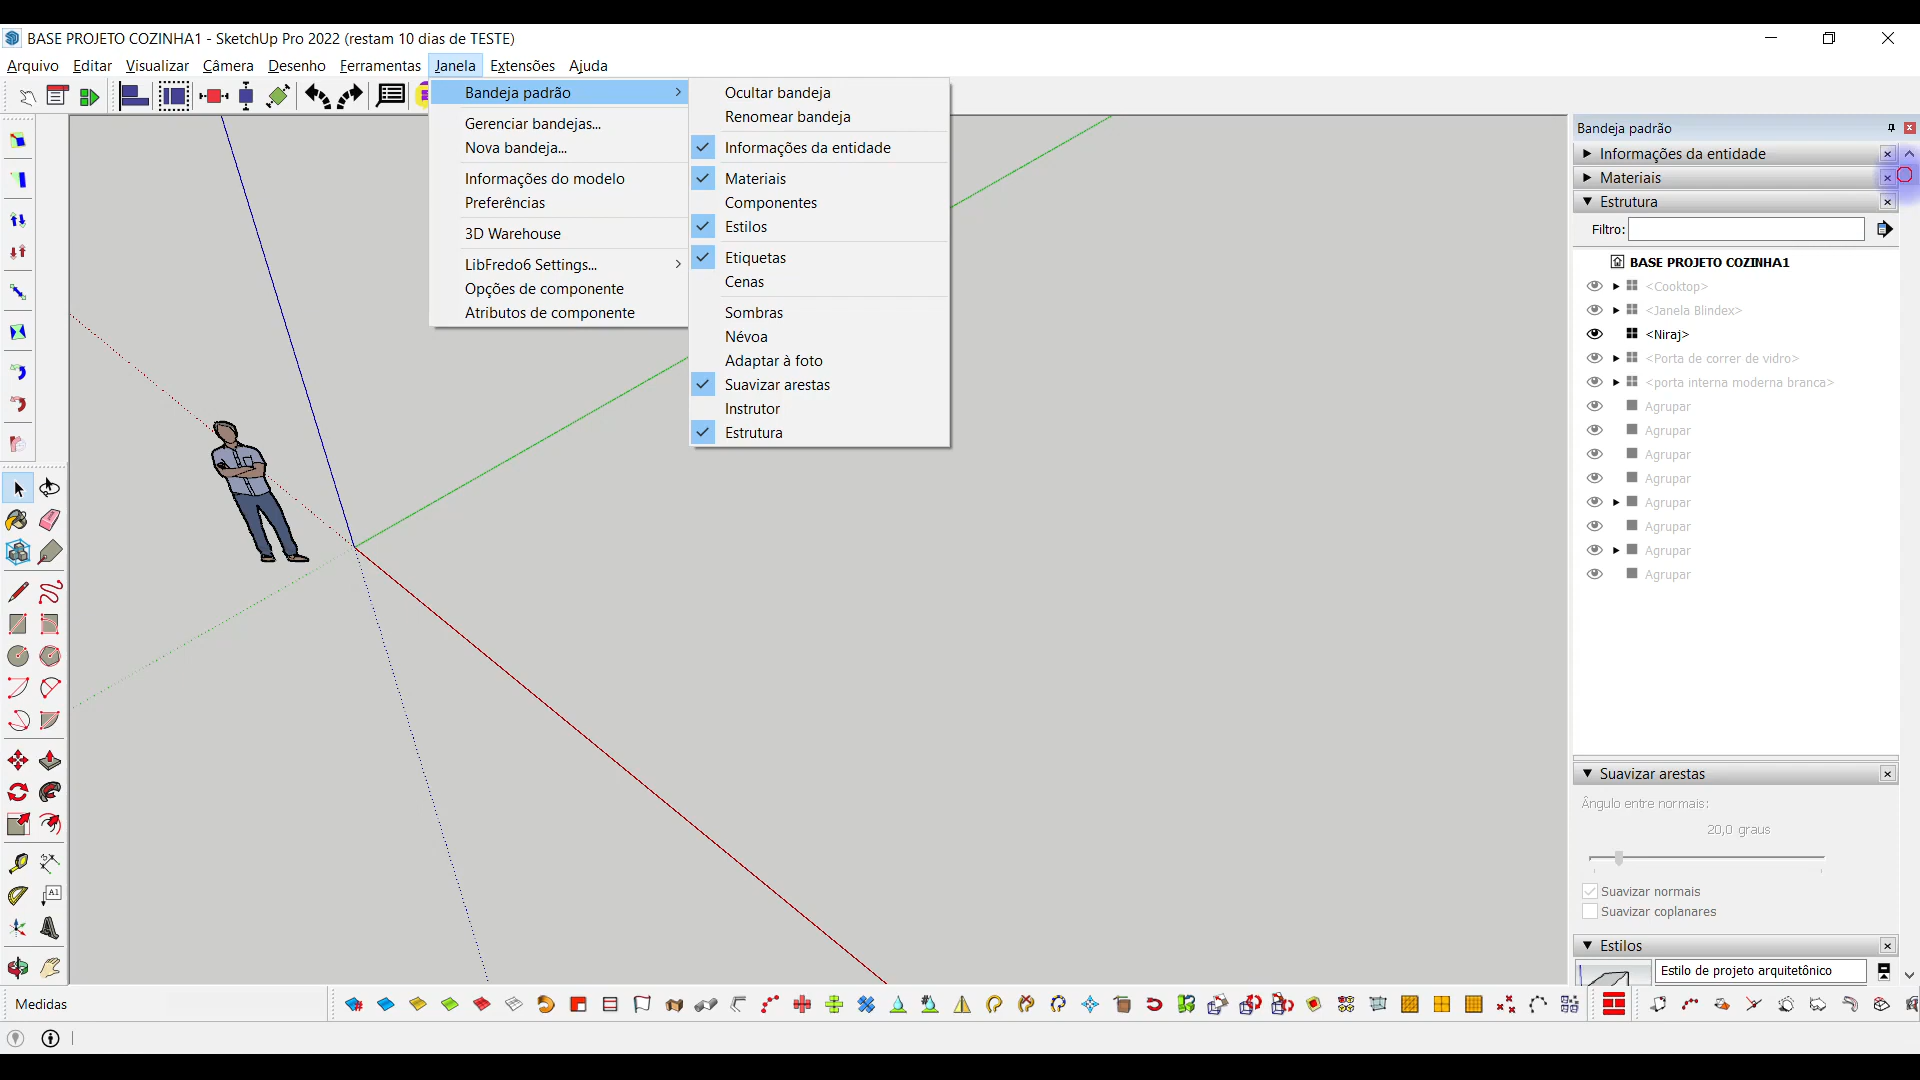 BASE PROJETO COZINHA1 - SketchUp Pro 2022 (restam 10 dias de TESTE)
Arquivo Editar Visualizar Câmera Desenho Ferramentas Janela Extensões Ajuda
Bandeja padrão
Gerenciar bandejas...
Nova bandeja...
Informações do modelo
Preferências
3D Warehouse
LibFredo6 Settings...
Opções de componente
Atributos de componente
Ocultar bandeja
Renomear bandeja
Informações da entidade
Materiais
Componentes
Estilos
Etiquetas
Cenas
Sombras
Névoa
Adaptar à foto
Suavizar arestas
Instrutor
Estrutura
Bandeja padrão
Informações da entidade
Materiais
Estrutura
Filtro:
BASE PROJETO COZINHA1
<Cooktop>
<Janela Blindex>
<Niraj>
<Porta de correr de vidro>
<porta interna moderna branca>
Agrupar
Agrupar
Agrupar
Agrupar
Agrupar
Agrupar
Agrupar
Agrupar
Suavizar arestas
Ângulo entre normais:
20,0 graus
Suavizar normais
Suavizar coplanares
Estilos
Estilo de projeto arquitetônico
A1
Medidas